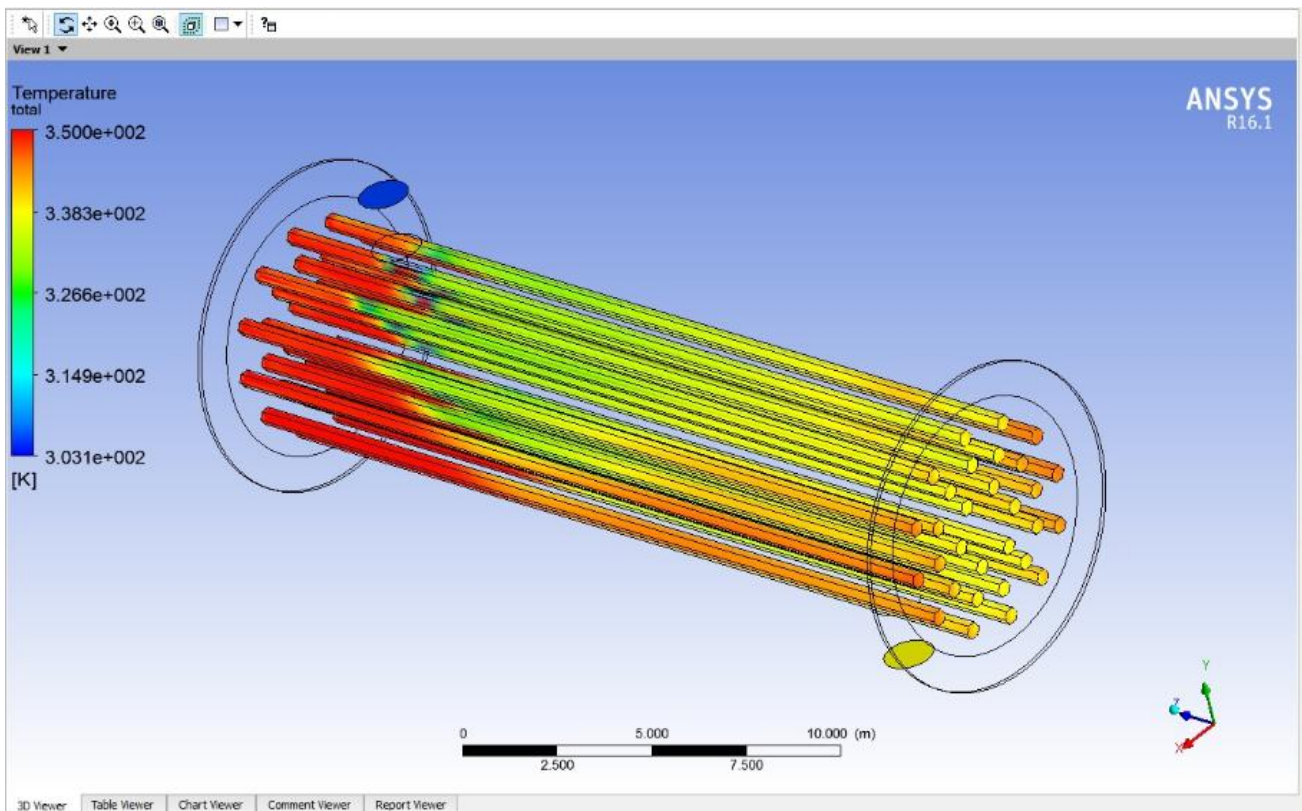 View 1
Temperature
total
3.500e+002
3.383e+002
3.266e+002
3.149e+002
3.031e+002
[K]
ANSYS
R16.1
0 5.000 10.000 (m)
2.500 7.500
Y
Z
X
3D Viewer Table Viewer Chart Viewer Comment Viewer Report Viewer